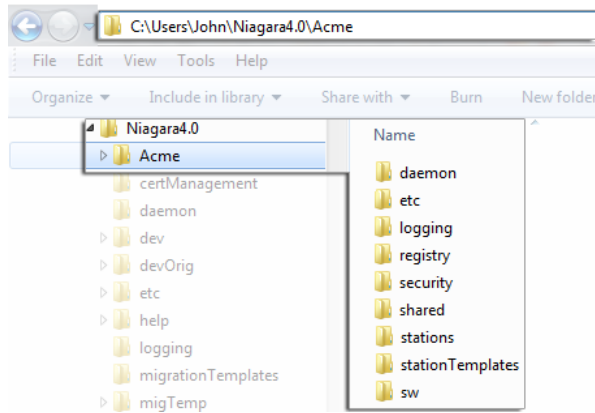 C:\Users\John\Niagara4.0\Acme
File Edit View Tools Help
Organize Include in library Share with Burn New folder
Niagara4.0
Acme
certManagement
daemon
dev
devOrig
etc
help
logging
migrationTemplates
migTemp
Name
daemon
etc
logging
registry
security
shared
stations
stationTemplates
sw